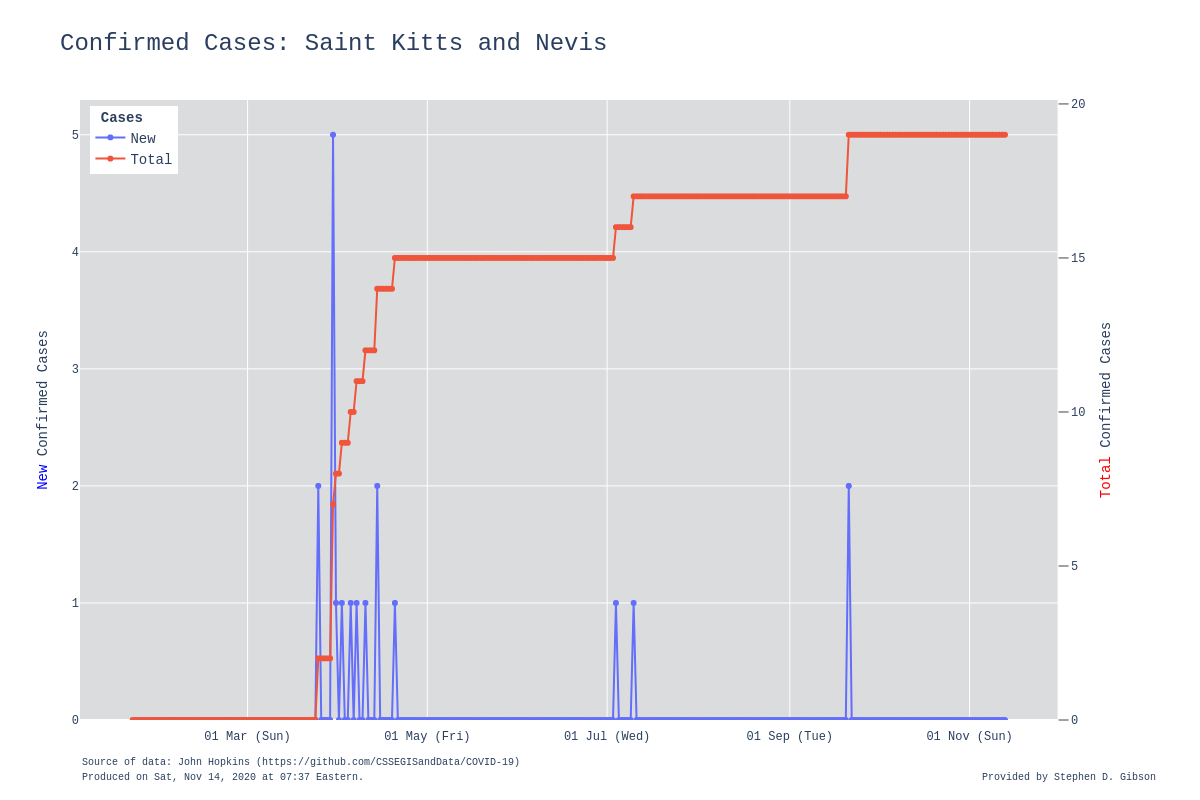 Confirmed Cases: Saint Kitts and Nevis
Cases
New
Total
5
4
3
2
1
0
New Confirmed Cases
20
15
10
5
0
Total Confirmed Cases
01 Mar (Sun)
01 May (Fri)
01 Jul (Wed)
01 Sep (Tue)
01 Nov (Sun)
Source of data: John Hopkins (https://github.com/CSSEGISandData/COVID-19)
Produced on Sat, Nov 14, 2020 at 07:37 Eastern.
Provided by Stephen D. Gibson